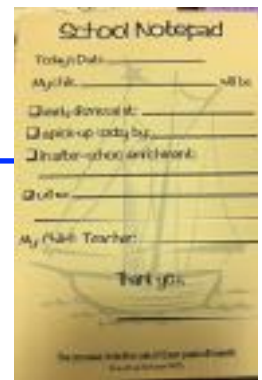 School Notepad
Today's Date:
My child, will be
early dismissal at:
a pick-up today by:
in after-school enrichment:
other
My Child's Teacher:
Thank you,